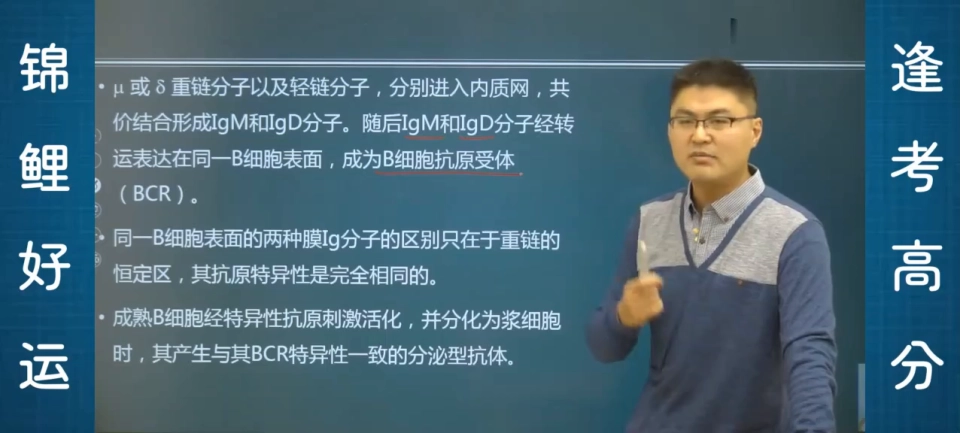 锦鲤好运
• μ 或 δ 重链分子以及轻链分子，分别进入内质网，共
价结合形成IgM和IgD分子。随后IgM和IgD分子经转
运表达在同一B细胞表面，成为B细胞抗原受体
（BCR）。
• 同一B细胞表面的两种膜Ig分子的区别只在于重链的
恒定区，其抗原特异性是完全相同的。
• 成熟B细胞经特异性抗原刺激活化，并分化为浆细胞
时，其产生与其BCR特异性一致的分泌型抗体。
逢考高分